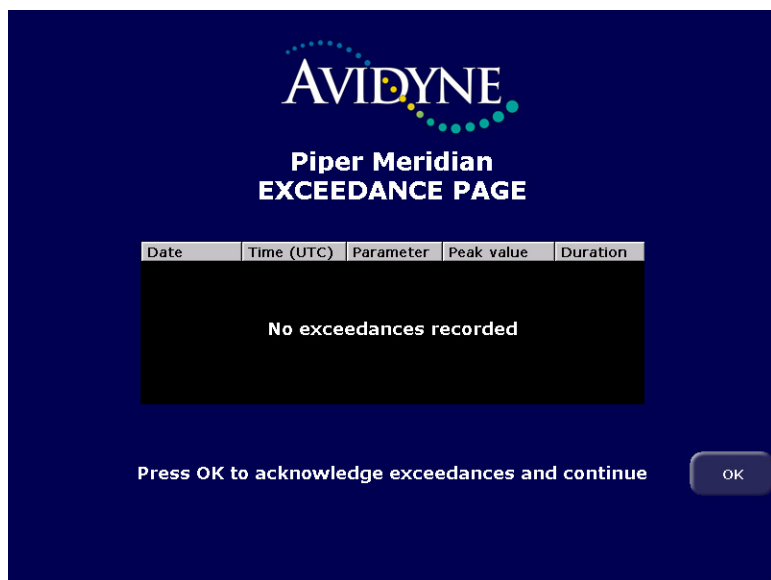 AVIDYNE
Piper Meridian
EXCEEDANCE PAGE
Date Time (UTC) Parameter Peak value Duration
No exceedances recorded
Press OK to acknowledge exceedances and continue OK